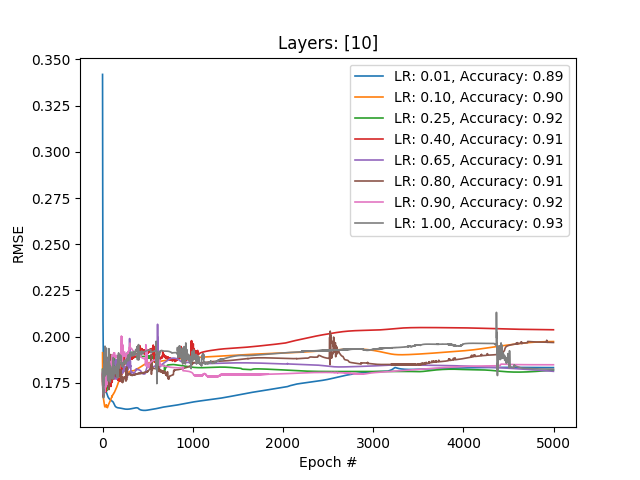 Layers: [10]
0.350
0.325
0.300
0.275
0.250
0.225
0.200
0.175
RMSE
LR: 0.01, Accuracy: 0.89
LR: 0.10, Accuracy: 0.90
LR: 0.25, Accuracy: 0.92
LR: 0.40, Accuracy: 0.91
LR: 0.65, Accuracy: 0.91
LR: 0.80, Accuracy: 0.91
LR: 0.90, Accuracy: 0.92
LR: 1.00, Accuracy: 0.93
0 1000 2000 3000 4000 5000
Epoch #